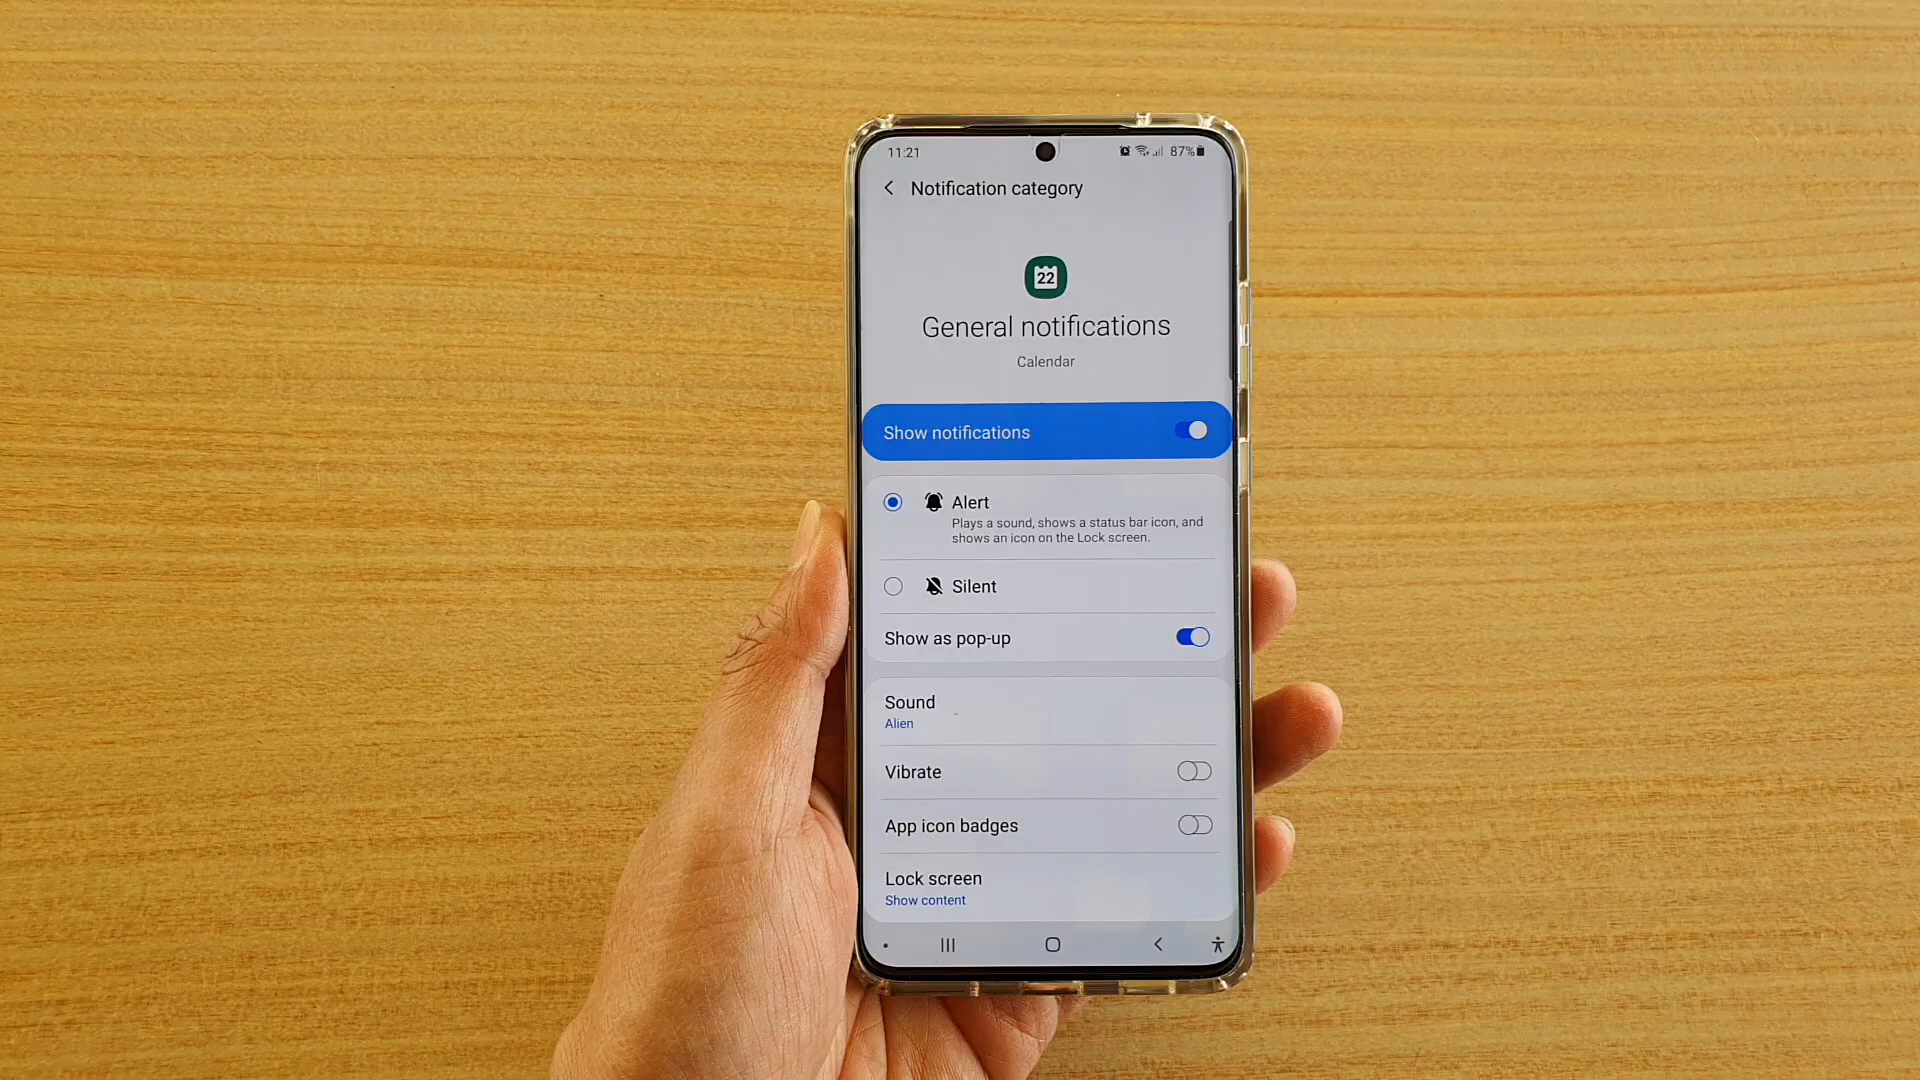 11:21
87%
Notification category
22
General notifications
Calendar
Show notifications
Alert
Plays a sound, shows a status bar icon, and
shows an icon on the Lock screen.
Silent
Show as pop-up
Sound
Alien
Vibrate
App icon badges
Lock screen
Show content